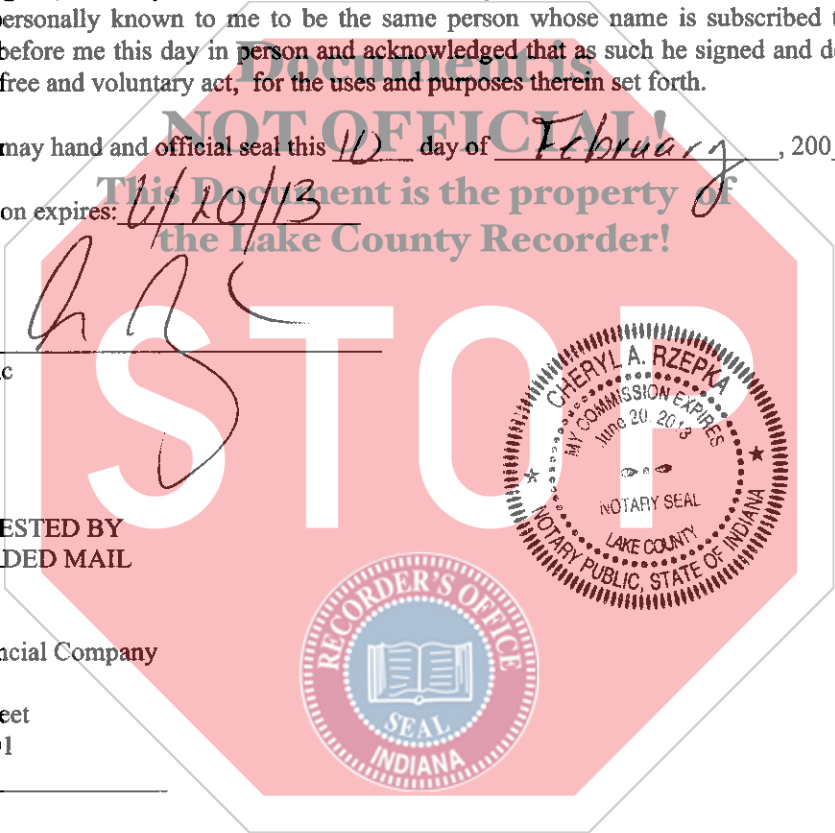 personally known to me to be the same person whose name is subscribed
before me this day in person and acknowledged that as such he signed and
free and voluntary act, for the uses and purposes therein set forth.
Document is
NOT OFFICIAL!
may hand and official seal this 10 day of February, 200
This Document is the property of
on expires: 6/20/13
the Lake County Recorder!
STOP
CHERYL A. RZEPKA
MY COMMISSION EXPIRES
June 20, 2013
NOTARY SEAL
LAKE COUNTY
NOTARY PUBLIC, STATE OF INDIANA
ESTED BY
DED MAIL
ncial Company
eet
RECORDER'S OFFICE
SEAL
INDIANA